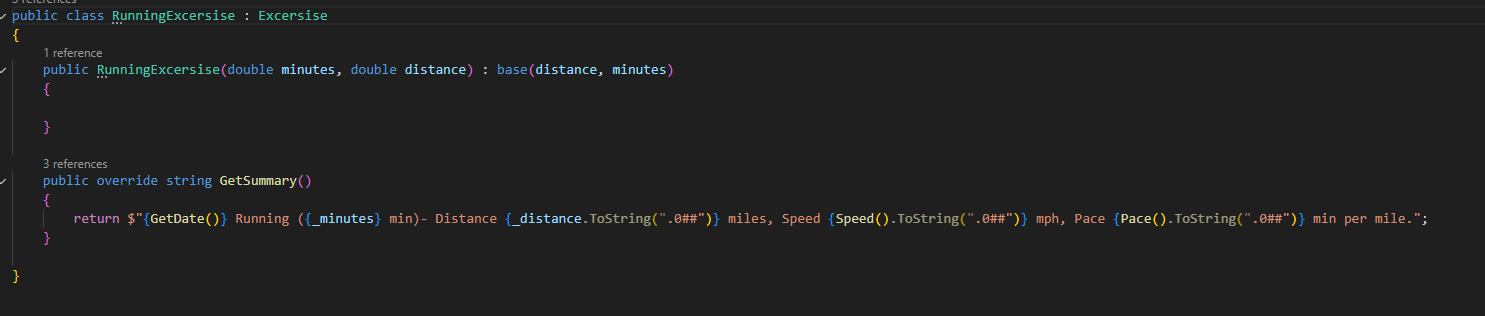 3 references
public class RunningExcersise : Excersise
{
1 reference
public RunningExcersise(double minutes, double distance) : base(distance, minutes)
{
}
3 references
public override string GetSummary()
{
return $"{GetDate()} Running ({_minutes} min)- Distance {_distance.ToString(".0##")} miles, Speed {Speed().ToString(".0##")} mph, Pace {Pace().ToString(".0##")} min per mile.";
}
}